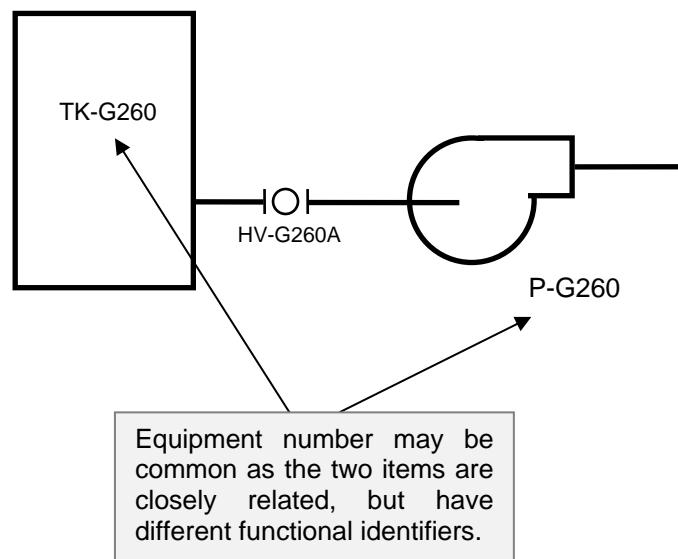 TK-G260
HV-G260A
P-G260
Equipment number may be
common as the two items are
closely related, but have
different functional identifiers.